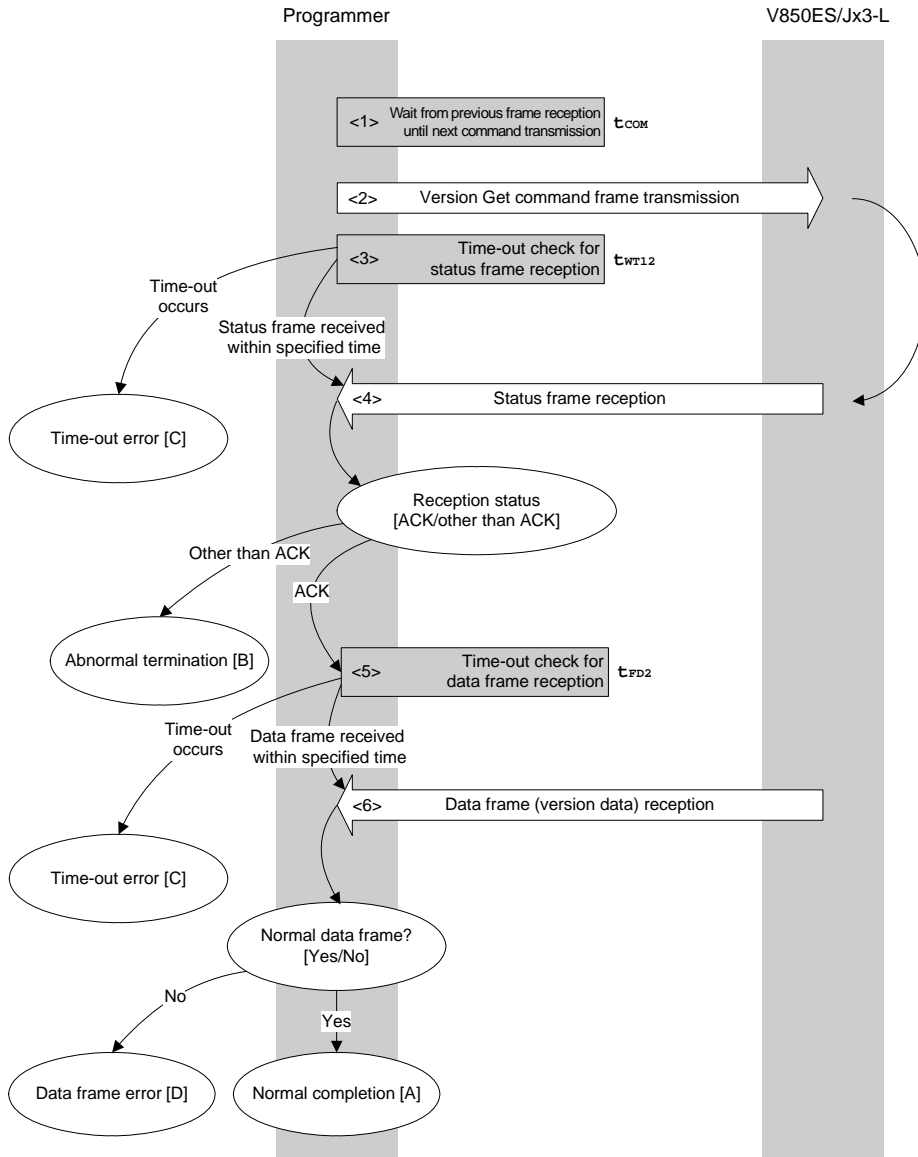 Programmer
V850ES/Jx3-L
<1>
Wait from previous frame reception
until next command transmission
tCOM
<2>
Version Get command frame transmission
<3>
Time-out check for
status frame reception
tWT12
Time-out
occurs
Status frame received
within specified time
<4>
Status frame reception
Time-out error [C]
Reception status
[ACK/other than ACK]
Other than ACK
ACK
Abnormal termination [B]
<5>
Time-out check for
data frame reception
tFD2
Time-out
occurs
Data frame received
within specified time
<6>
Data frame (version data) reception
Time-out error [C]
Normal data frame?
[Yes/No]
No
Yes
Data frame error [D]
Normal completion [A]